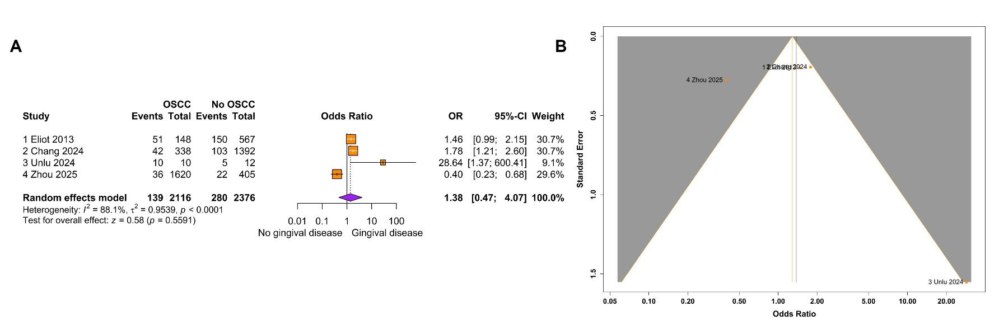 A
OSCC No OSCC
Study Events Total Events Total Odds Ratio OR 95%-CI Weight
1 Eliot 2013 51 148 150 567 1.46 [0.99; 2.15] 30.7%
2 Chang 2024 42 338 103 1392 1.78 [1.21; 2.60] 30.7%
3 Unlu 2024 10 10 5 12 28.64 [1.37; 600.41] 9.1%
4 Zhou 2025 36 1620 22 405 0.40 [0.23; 0.68] 29.6%
Random effects model 139 2116 280 2376 1.38 [0.47; 4.07] 100.0%
Heterogeneity: I² = 88.1%, τ² = 0.9539, p < 0.0001
Test for overall effect: z = 0.58 (p = 0.5591)
0.01 0.1 1 10 100
No gingival disease Gingival disease
B
0.0
0.5
1.0
1.5
Standard Error
1 Eliot 2013
2 Chang 2024
4 Zhou 2025
3 Unlu 2024
0.05 0.10 0.20 0.50 1.00 2.00 5.00 10.00 20.00
Odds Ratio